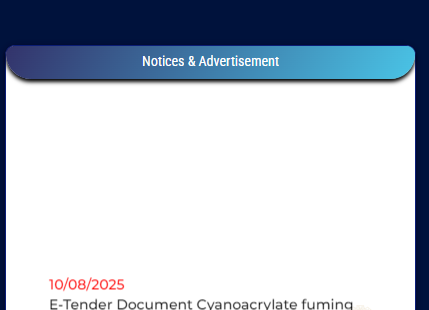 Notices & Advertisement
10/08/2025
E-Tender Document Cyanoacrylate fuming